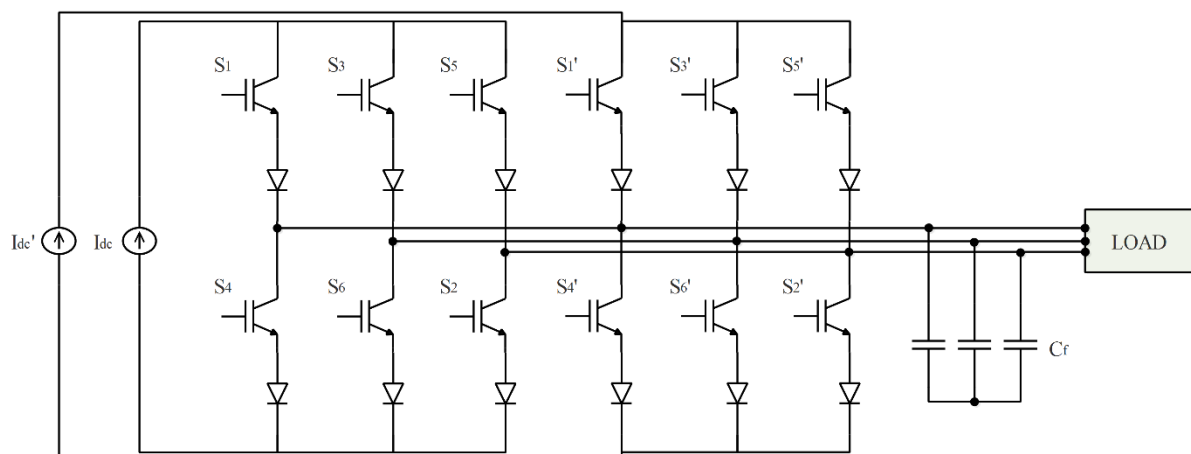 S1
S3
S5
S1'
S3'
S5'
Idc'
Idc
LOAD
S4
S6
S2
S4'
S6'
S2'
Cf